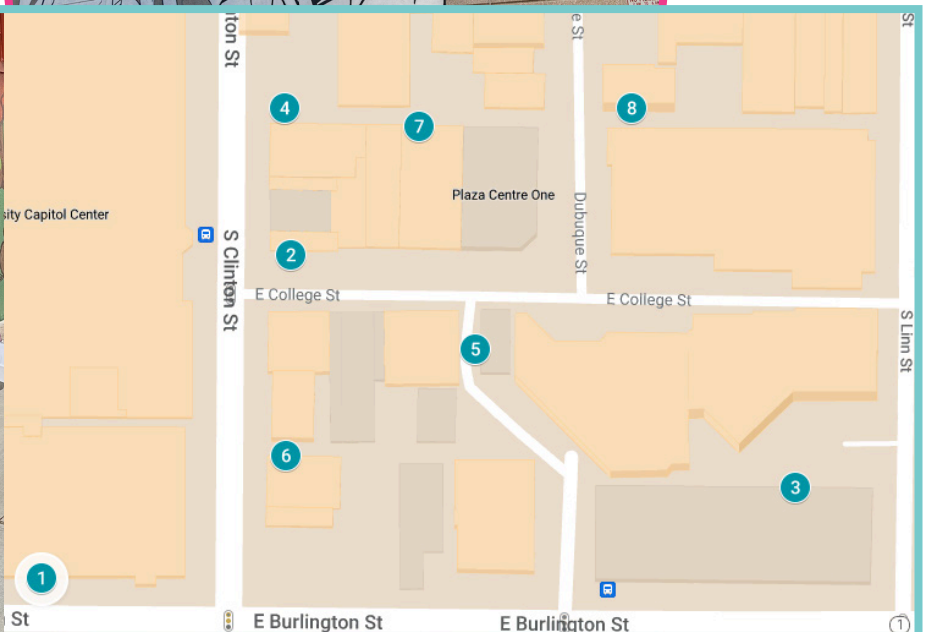 ton St
e St
St
4
8
7
Plaza Centre One
sity Capitol Center
Dubuque St
S Clinton St
2
E College St
E College St
S Linn St
5
6
3
1
St
E Burlington St
E Burlington St
1